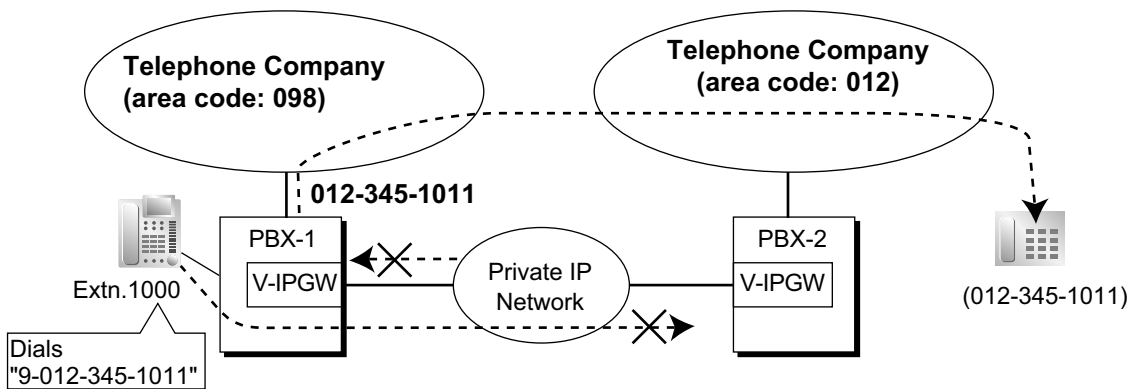 Telephone Company
(area code: 098)
Telephone Company
(area code: 012)
012-345-1011
PBX-1
V-IPGW
Extn.1000
Dials
"9-012-345-1011"
Private IP
Network
PBX-2
V-IPGW
(012-345-1011)